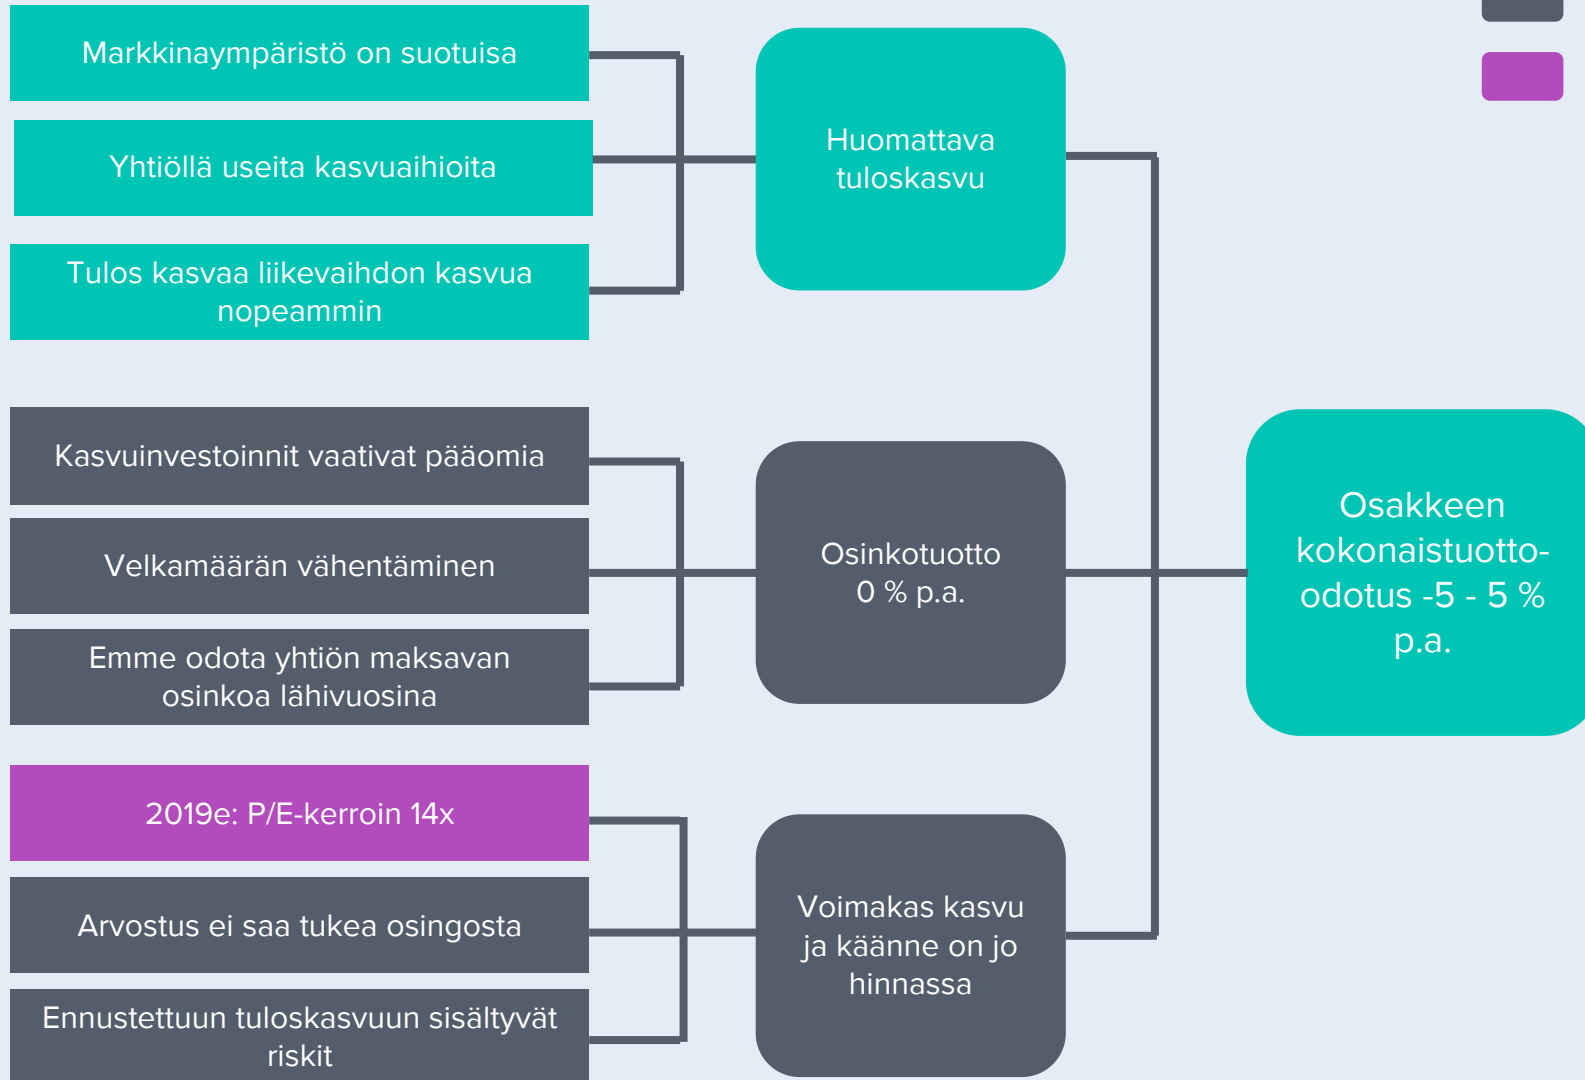 Markkinaympäristö on suotuisa
Yhtiöllä useita kasvuaihioita
Tulos kasvaa liikevaihdon kasvua
nopeammin
Huomattava
tuloskasvu
Kasvuinvestoinnit vaativat pääomia
Velkamäärän vähentäminen
Emme odota yhtiön maksavan
osinkoa lähivuosina
Osinkotuotto
0 % p.a.
2019e: P/E-kerroin 14x
Arvostus ei saa tukea osingosta
Ennustettuun tuloskasvuun sisältyvät
riskit
Voimakas kasvu
ja käänne on jo
hinnassa
Osakkeen
kokonaistuotto-
odotus -5 - 5 %
p.a.